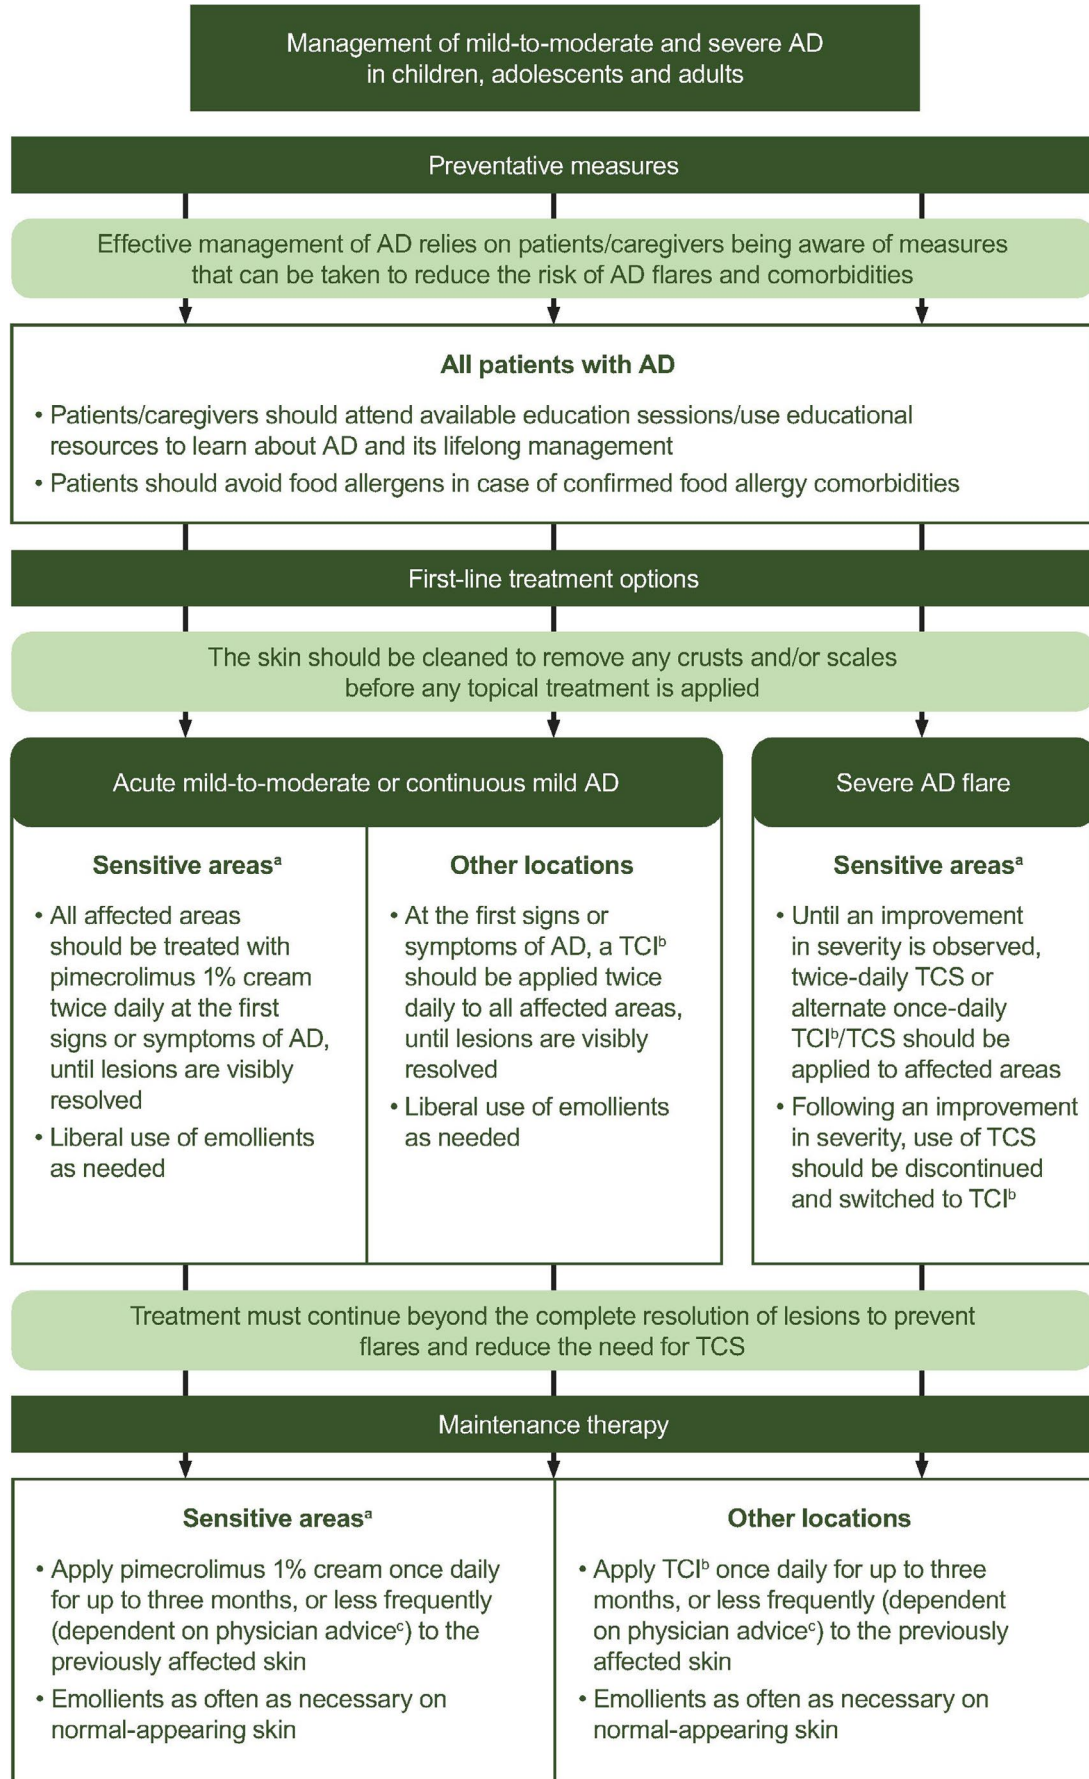 Management of mild-to-moderate and severe AD
in children, adolescents and adults
Preventative measures
Effective management of AD relies on patients/caregivers being aware of measures
that can be taken to reduce the risk of AD flares and comorbidities
All patients with AD
• Patients/caregivers should attend available education sessions/use educational
resources to learn about AD and its lifelong management
• Patients should avoid food allergens in case of confirmed food allergy comorbidities
First-line treatment options
The skin should be cleaned to remove any crusts and/or scales
before any topical treatment is applied
Acute mild-to-moderate or continuous mild AD
Sensitive areasᵃ
• All affected areas
should be treated with
pimecrolimus 1% cream
twice daily at the first
signs or symptoms of AD,
until lesions are visibly
resolved
• Liberal use of emollients
as needed
Other locations
• At the first signs or
symptoms of AD, a TCIᵇ
should be applied twice
daily to all affected areas,
until lesions are visibly
resolved
• Liberal use of emollients
as needed
Severe AD flare
Sensitive areasᵃ
• Until an improvement
in severity is observed,
twice-daily TCS or
alternate once-daily
TCIᵇ/TCS should be
applied to affected areas
• Following an improvement
in severity, use of TCS
should be discontinued
and switched to TCIᵇ
Treatment must continue beyond the complete resolution of lesions to prevent
flares and reduce the need for TCS
Maintenance therapy
Sensitive areasᵃ
• Apply pimecrolimus 1% cream once daily
for up to three months, or less frequently
(dependent on physician adviceᶜ) to the
previously affected skin
• Emollients as often as necessary on
normal-appearing skin
Other locations
• Apply TCIᵇ once daily for up to three
months, or less frequently (dependent
on physician adviceᶜ) to the previously
affected skin
• Emollients as often as necessary on
normal-appearing skin